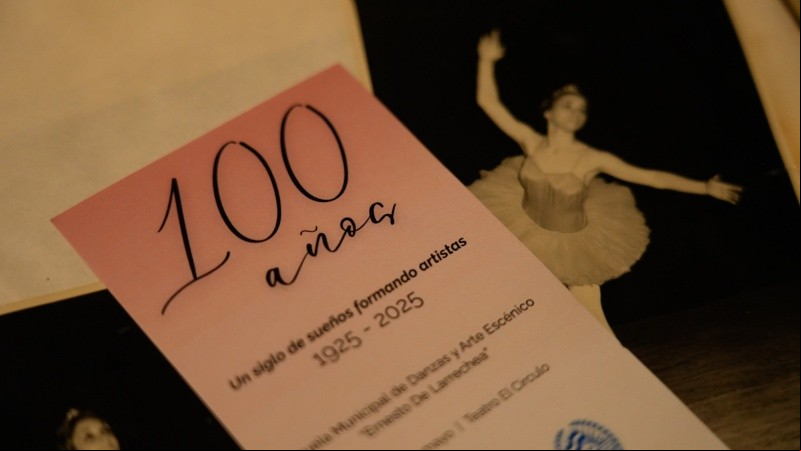 100
años
Un siglo de sueños formando artistas
1925 - 2025
Municipal de Danzas y Arte Escénico
"Ernesto De Larrechea"
| Teatro El Círculo